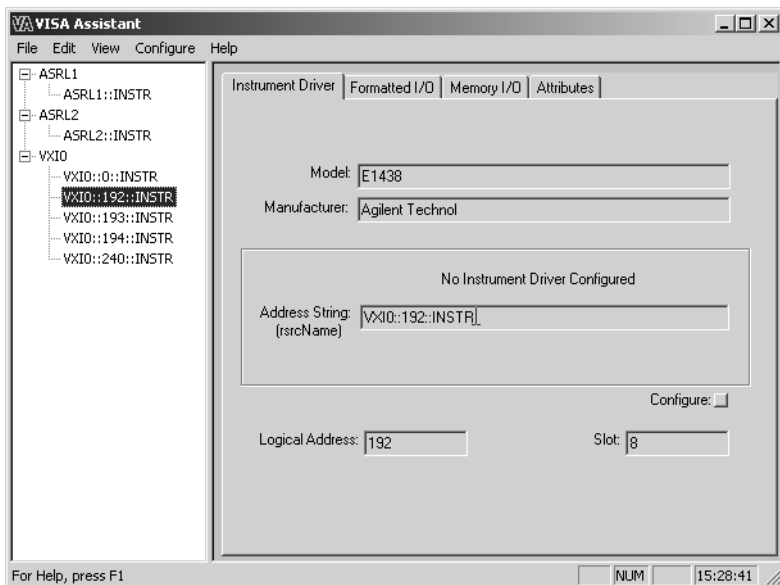 VA VISA Assistant
File Edit View Configure Help
ASRL1
ASRL1::INSTR
ASRL2
ASRL2::INSTR
VXI0
VXI0::0::INSTR
VXI0::192::INSTR
VXI0::193::INSTR
VXI0::194::INSTR
VXI0::240::INSTR
Instrument Driver Formatted I/O Memory I/O Attributes
Model: E1438
Manufacturer: Agilent Technol
No Instrument Driver Configured
Address String: VXI0::192::INSTR
(rsrcName)
Configure:
Logical Address: 192 Slot: 8
For Help, press F1 NUM 15:28:41